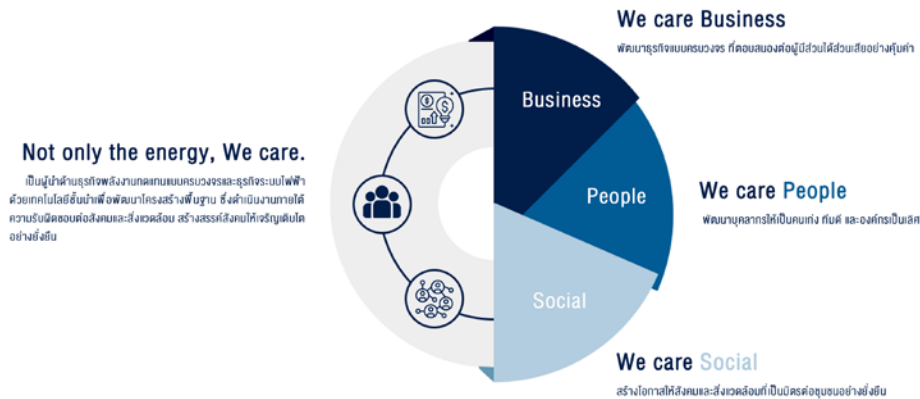 We care Business
พัฒนาธุรกิจแบบครบวงจร ที่ตอบสนองต่อผู้มีส่วนได้ส่วนเสียอย่างคุ้มค่า
Business
Not only the energy, We care.
เป็นผู้นำด้านธุรกิจพลังงานทดแทนแบบครบวงจรและธุรกิจระบบไฟฟ้า
ด้วยเทคโนโลยีชั้นนำเพื่อพัฒนาโครงสร้างพื้นฐาน ซึ่งดำเนินงานภายใต้
ความรับผิดชอบต่อสังคมและสิ่งแวดล้อม สร้างสรรค์สังคมให้เจริญเติบโต
อย่างยั่งยืน
People
We care People
พัฒนาบุคลากรให้เป็นคนเก่ง ทีมดี และองค์กรเป็นเลิศ
Social
We care Social
สร้างโอกาสให้สังคมและสิ่งแวดล้อมที่เป็นมิตรต่อชุมชนอย่างยั่งยืน